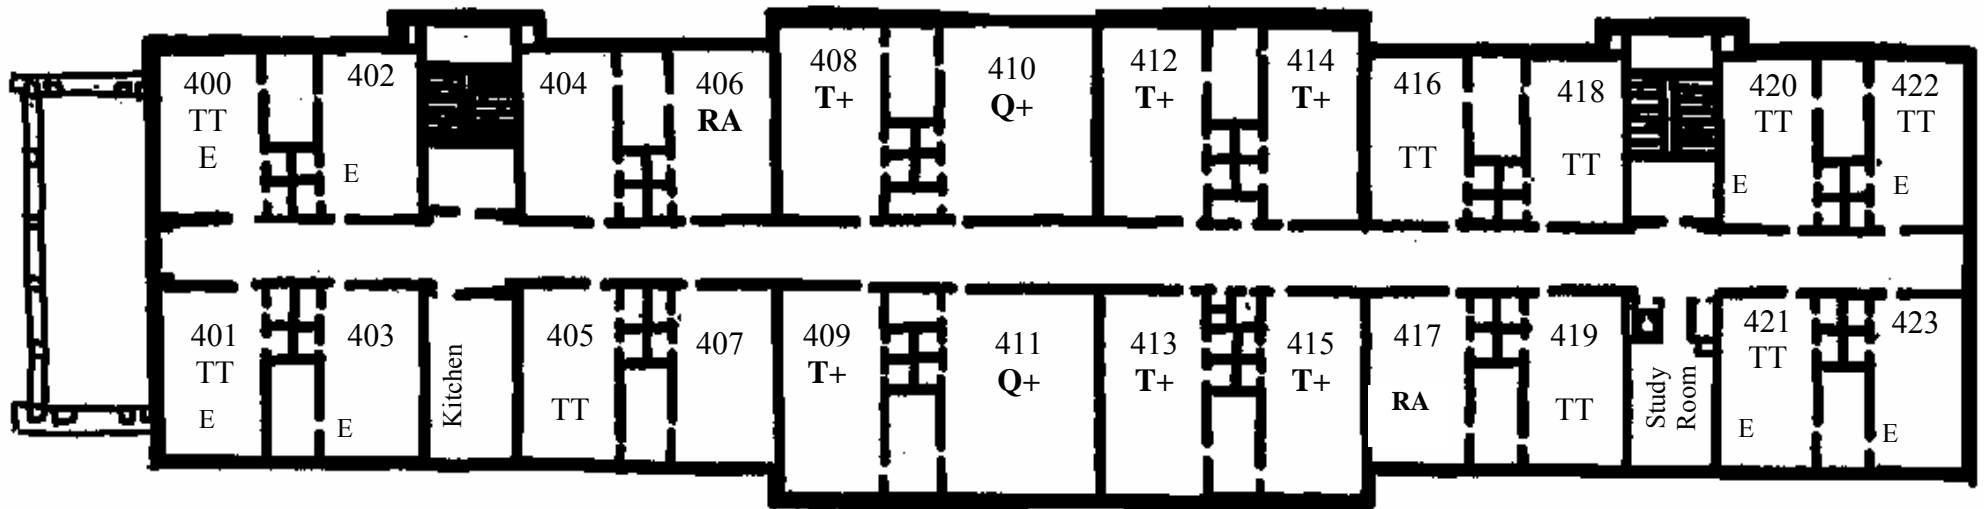 400
TT
E
402
E
404
406
RA
408
T+
410
Q+
412
T+
414
T+
416
TT
418
TT
420
TT
E
422
TT
E
401
TT
E
403
E
Kitchen
405
TT
407
409
T+
411
Q+
413
T+
415
T+
417
RA
419
TT
Study
Room
421
TT
E
423
E